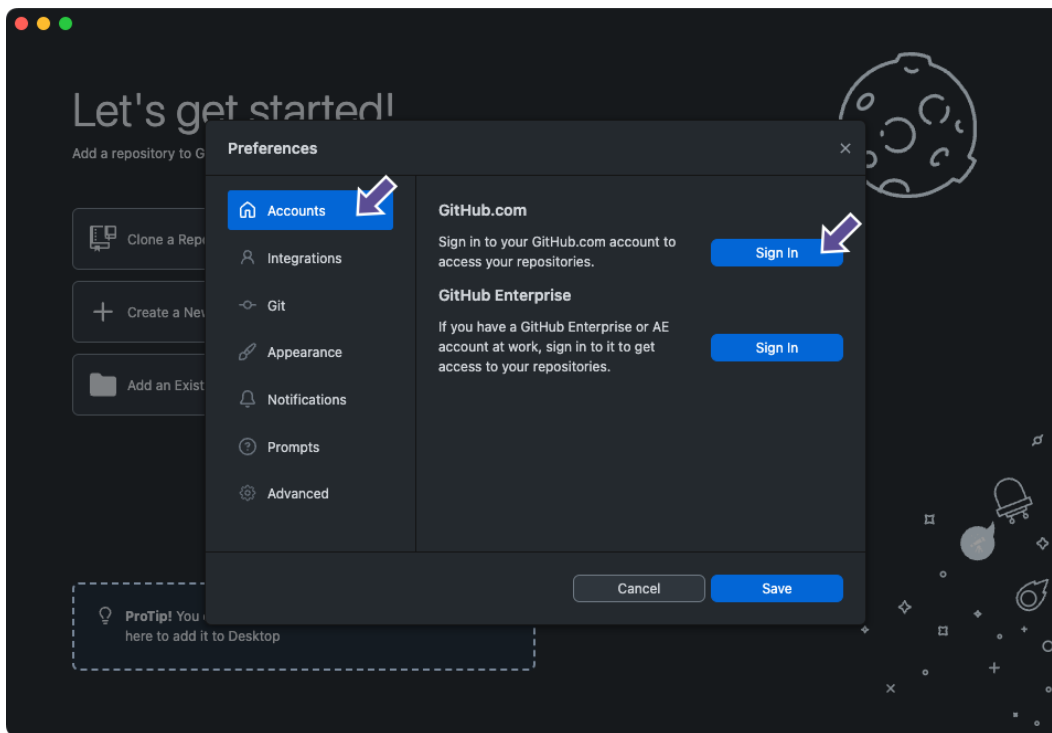 Let's get started!
Add a repository to G
Preferences
Clone a Repo
Create a New
Add an Exist
Accounts
Integrations
Git
Appearance
Notifications
Prompts
Advanced
GitHub.com
Sign in to your GitHub.com account to
access your repositories.
Sign In
GitHub Enterprise
If you have a GitHub Enterprise or AE
account at work, sign in to it to get
access to your repositories.
Sign In
Cancel
Save
ProTip! You
here to add it to Desktop